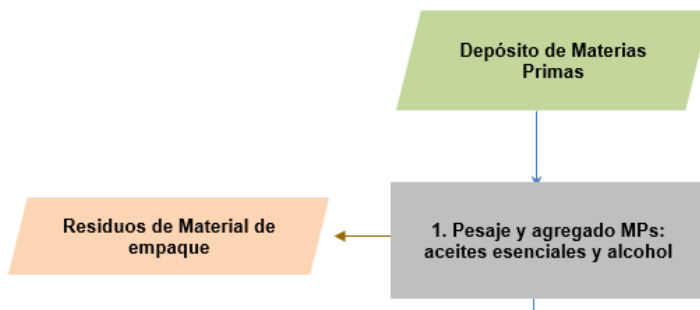 Depósito de Materias
Primas
Residuos de Material de
empaque
1. Pesaje y agregado MPs:
aceites esenciales y alcohol